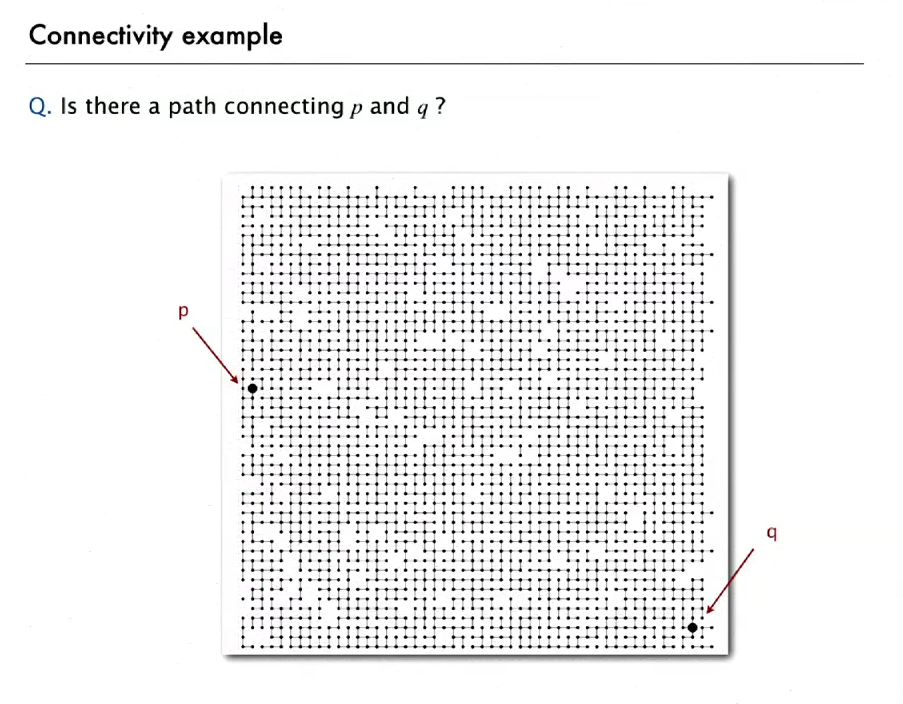 Connectivity example
Q. Is there a path connecting p and q ?
p
q